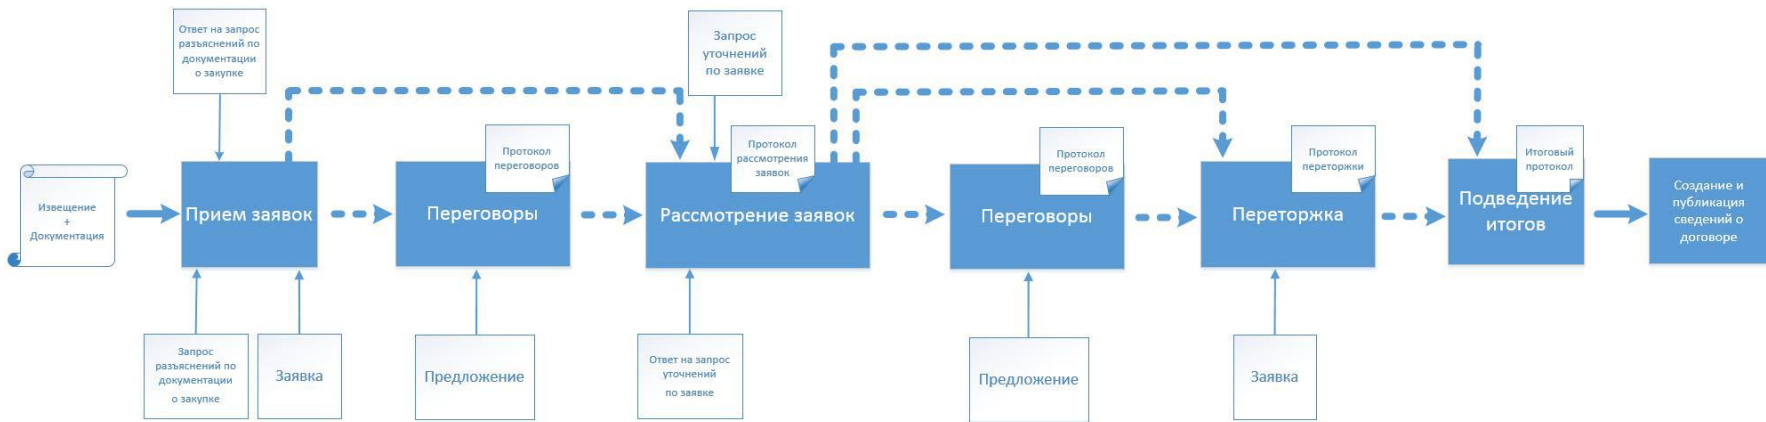 Ответ на запрос
разъяснений по
документации
о закупке
Запрос
уточнений
по заявке
Извещение
+
Документация
Прием заявок
Протокол
переговоров
Переговоры
Протокол
рассмотрения
заявок
Рассмотрение заявок
Протокол
переговоров
Переговоры
Протокол
переторжки
Переторжка
Итоговый
протокол
Подведение
итогов
Создание и
публикация
сведений о
договоре
Запрос
разъяснений по
документации
о закупке
Заявка
Предложение
Ответ на запрос
уточнений
по заявке
Предложение
Заявка